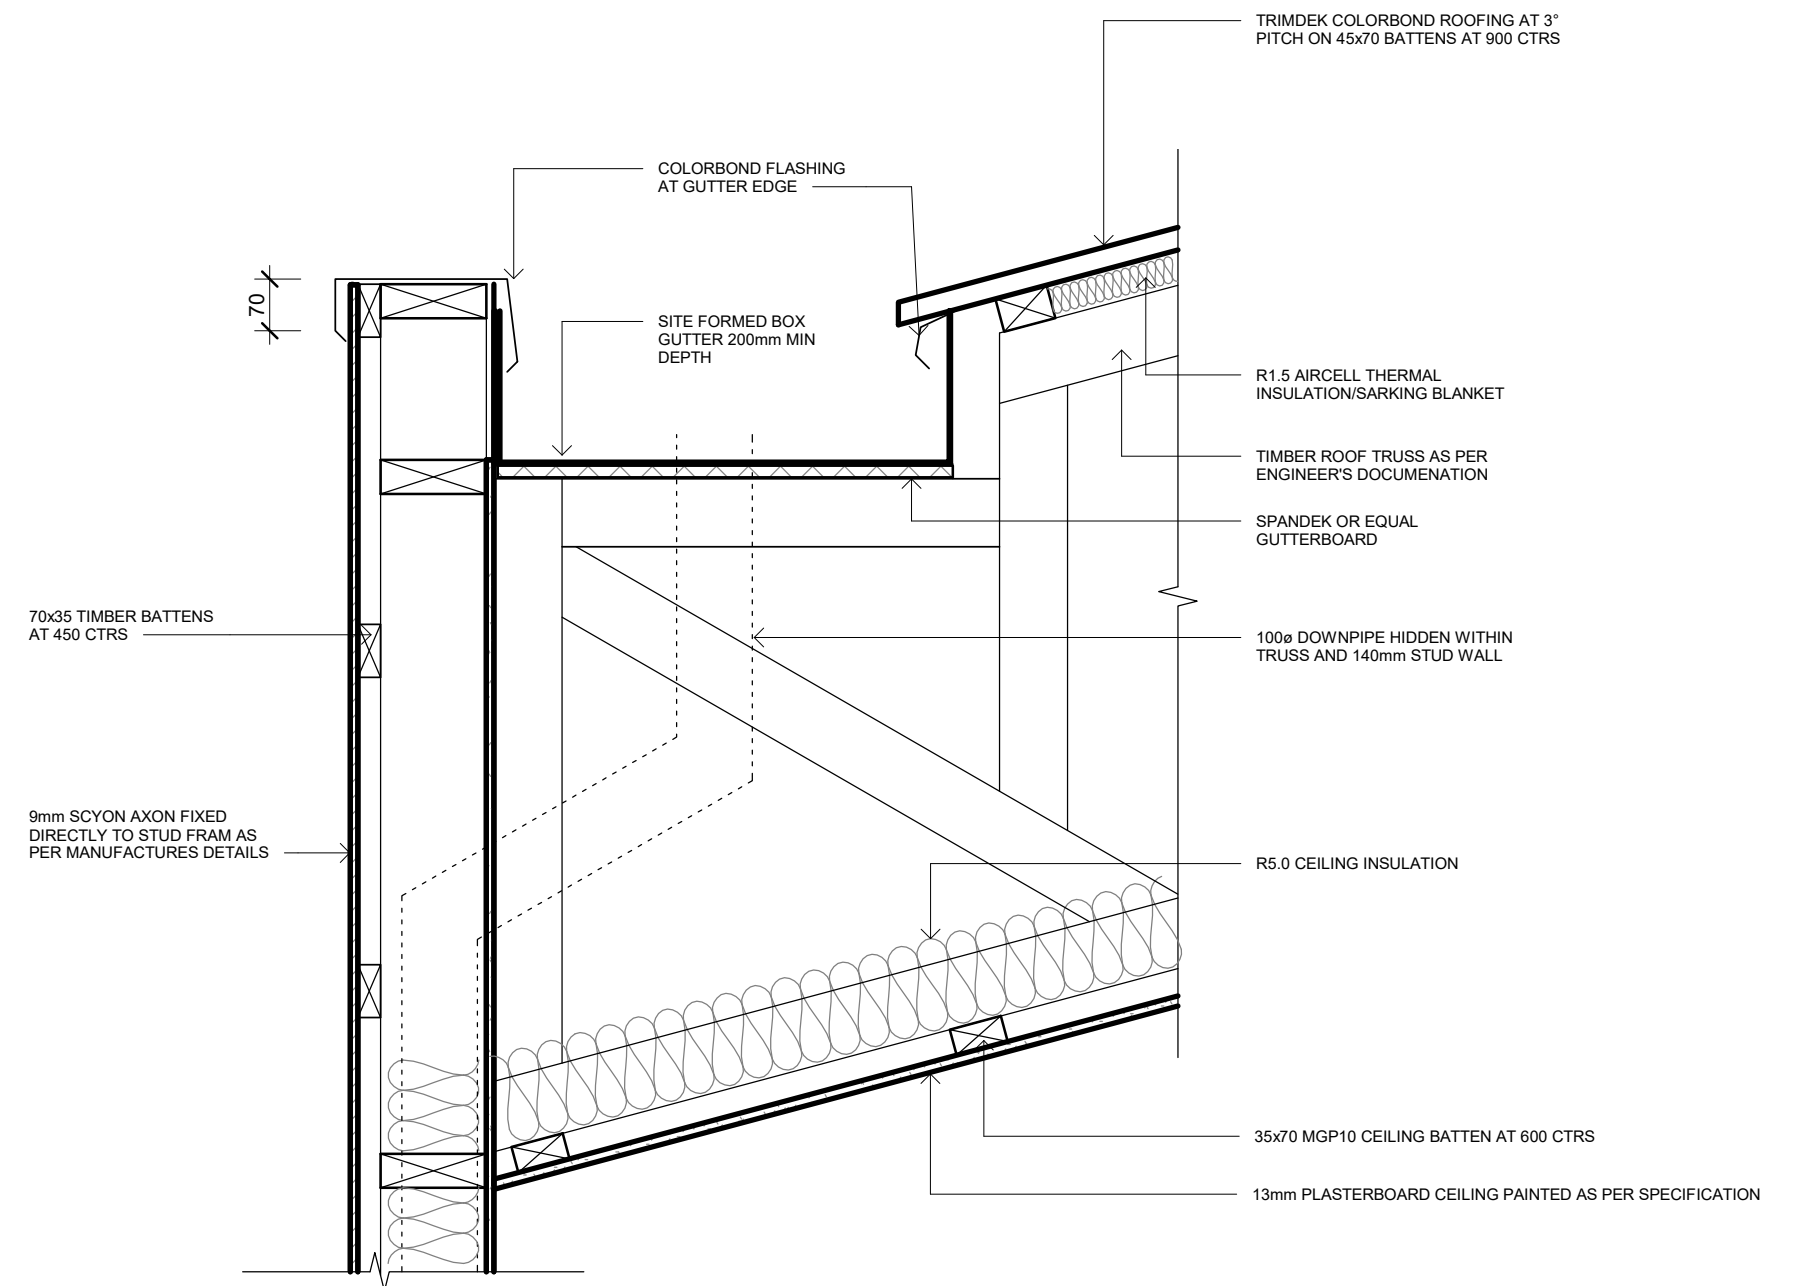 TRIMDEK COLORBOND ROOFING AT 3°
PITCH ON 45x70 BATTENS AT 900 CTRS
COLORBOND FLASHING
AT GUTTER EDGE
70
SITE FORMED BOX
GUTTER 200mm MIN
DEPTH
R1.5 AIRCELL THERMAL
INSULATION/SARKING BLANKET
TIMBER ROOF TRUSS AS PER
ENGINEER'S DOCUMENATION
SPANDEK OR EQUAL
GUTTERBOARD
70x35 TIMBER BATTENS
AT 450 CTRS
100ø DOWNPIPE HIDDEN WITHIN
TRUSS AND 140mm STUD WALL
9mm SCYON AXON FIXED
DIRECTLY TO STUD FRAM AS
PER MANUFACTURES DETAILS
R5.0 CEILING INSULATION
35x70 MGP10 CEILING BATTEN AT 600 CTRS
13mm PLASTERBOARD CEILING PAINTED AS PER SPECIFICATION